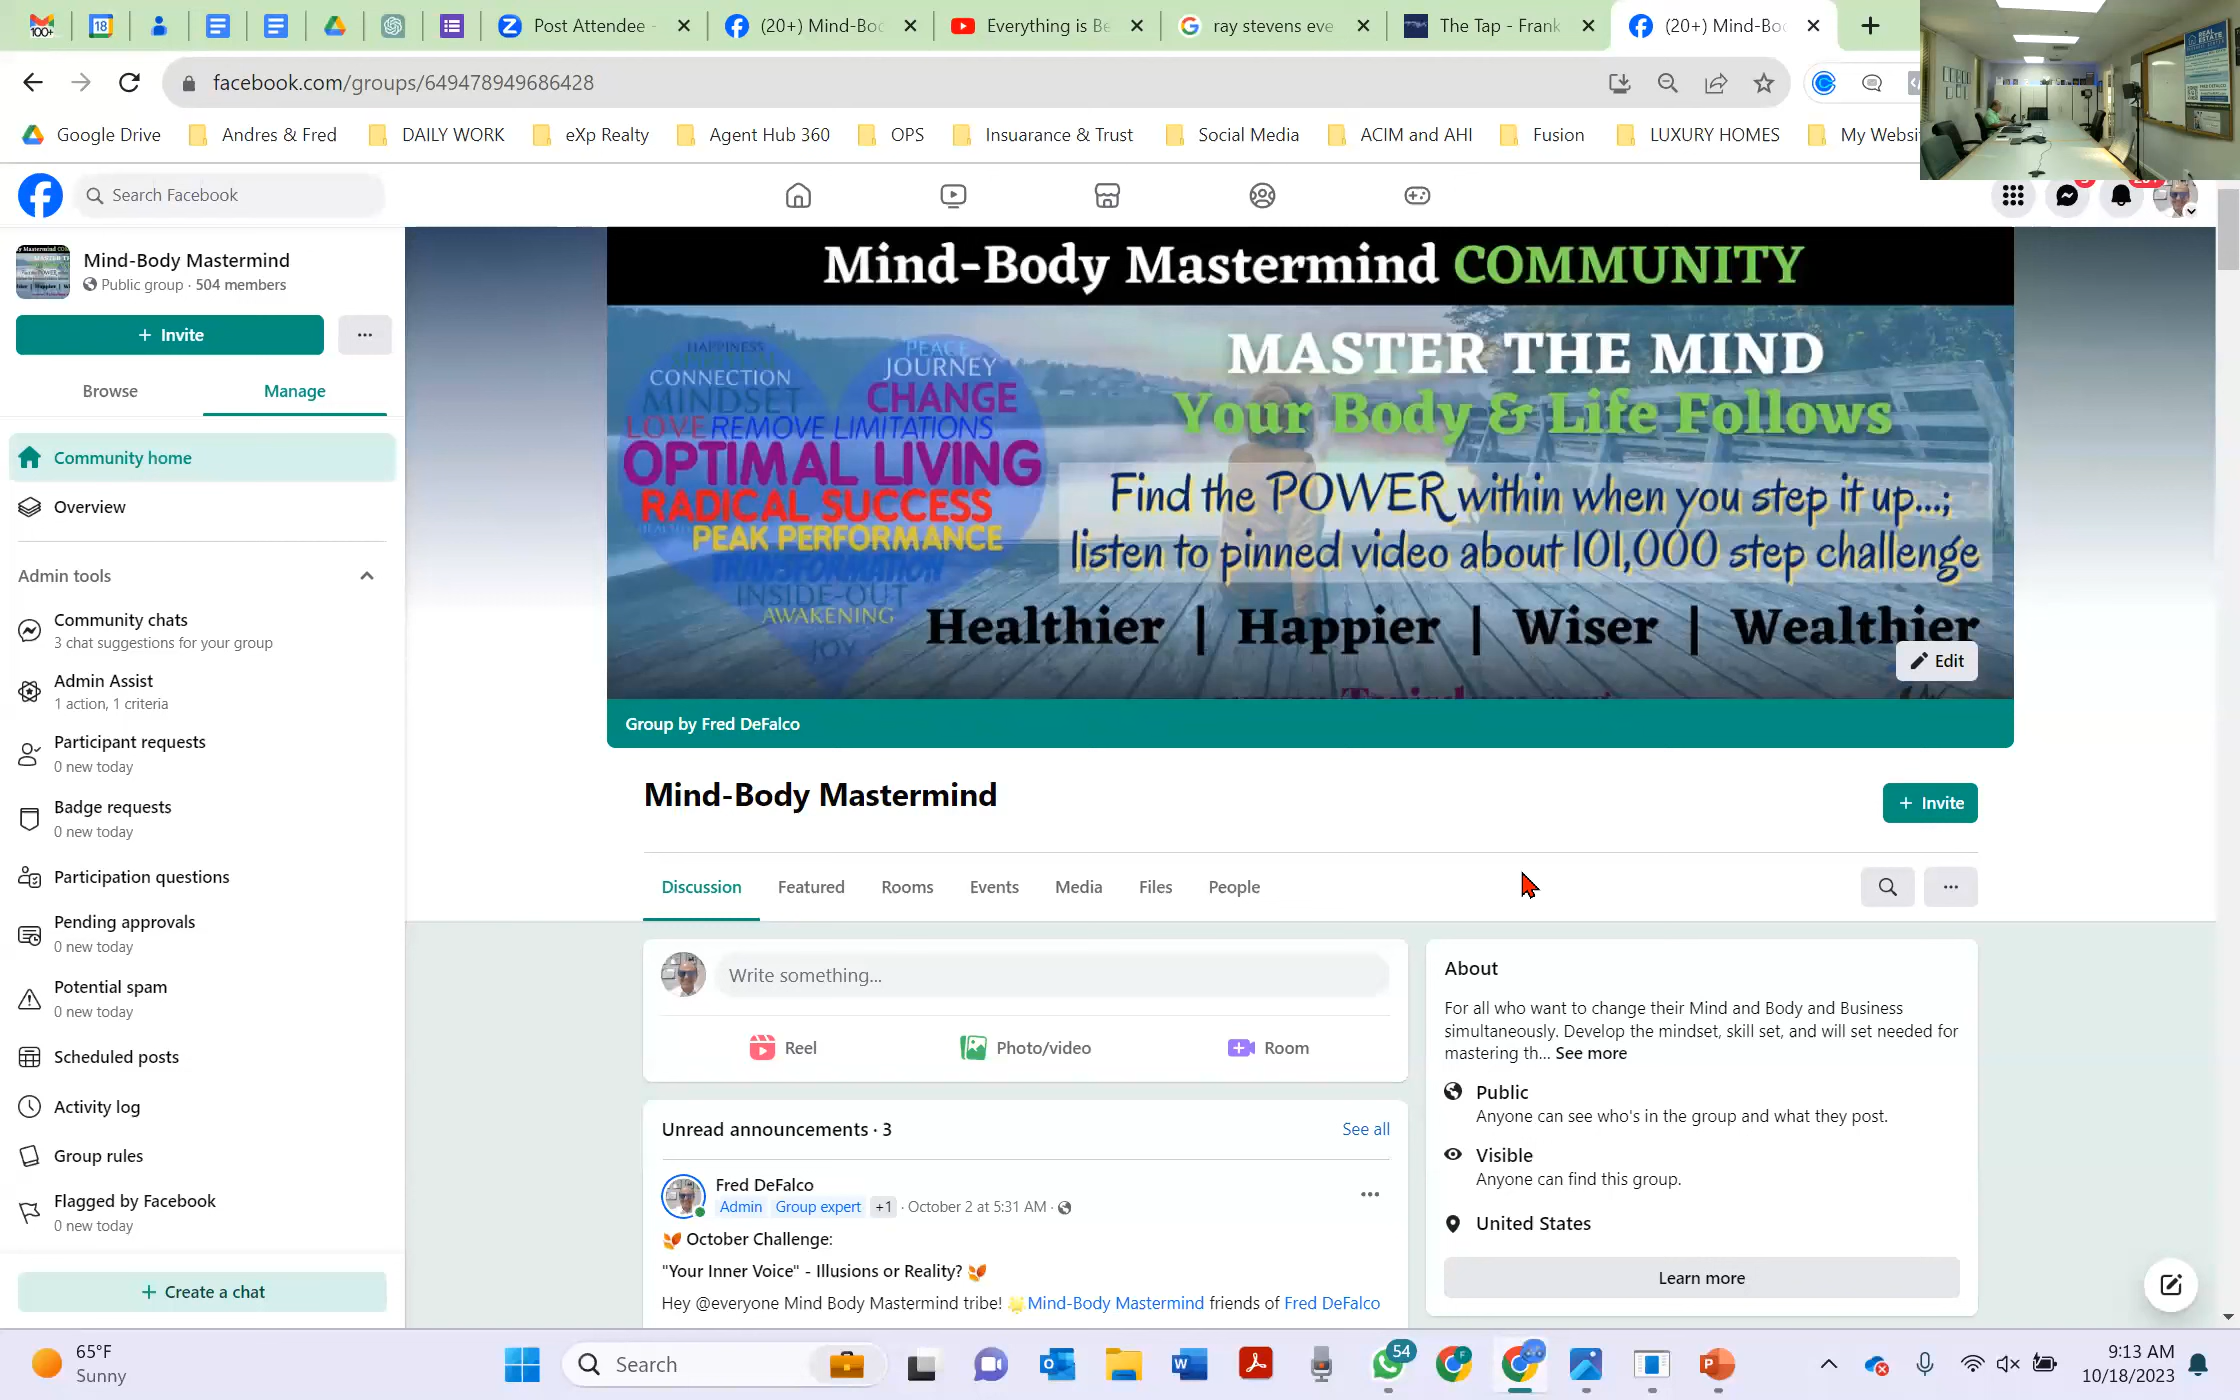 100+
18
Post Attendee -
(20+) Mind-Boc
Everything is Be
ray stevens eve
The Tap - Frank
(20+) Mind-Boc
facebook.com/groups/649478949686428
Google Drive
Andres & Fred
DAILY WORK
eXp Realty
Agent Hub 360
OPS
Insuarance & Trust
Social Media
ACIM and AHI
Fusion
LUXURY HOMES
My Websi
REAL ESTATE
Search Facebook
Mind-Body Mastermind
Public group · 504 members
+ Invite
Browse
Manage
Community home
Overview
Admin tools
Community chats
3 chat suggestions for your group
Admin Assist
1 action, 1 criteria
Participant requests
0 new today
Badge requests
0 new today
Participation questions
Pending approvals
0 new today
Potential spam
0 new today
Scheduled posts
Activity log
Group rules
Flagged by Facebook
0 new today
+ Create a chat
Mind-Body Mastermind COMMUNITY
HAPPINESS
SPIRITUAL
CONNECTION
MINDSET
PEACE
JOURNEY
CHANGE
LOVE REMOVE LIMITATIONS
OPTIMAL LIVING
RADICAL SUCCESS
PEAK PERFORMANCE
TRANSFORMATION
INSIDE-OUT
AWAKENING
JOY
MASTER THE MIND
Your Body & Life Follows
Find the POWER within when you step it up...;
listen to pinned video about 101,000 step challenge
Healthier | Happier | Wiser | Wealthier
Edit
Group by Fred DeFalco
Mind-Body Mastermind
+ Invite
Discussion
Featured
Rooms
Events
Media
Files
People
Write something...
Reel
Photo/video
Room
Unread announcements · 3
See all
Fred DeFalco
Admin Group expert +1 · October 2 at 5:31 AM ·
October Challenge:
"Your Inner Voice" - Illusions or Reality?
Hey @everyone Mind Body Mastermind tribe! Mind-Body Mastermind friends of Fred DeFalco
About
For all who want to change their Mind and Body and Business
simultaneously. Develop the mindset, skill set, and will set needed for
mastering th... See more
Public
Anyone can see who's in the group and what they post.
Visible
Anyone can find this group.
United States
Learn more
65°F
Sunny
Search
54
9:13 AM
10/18/2023